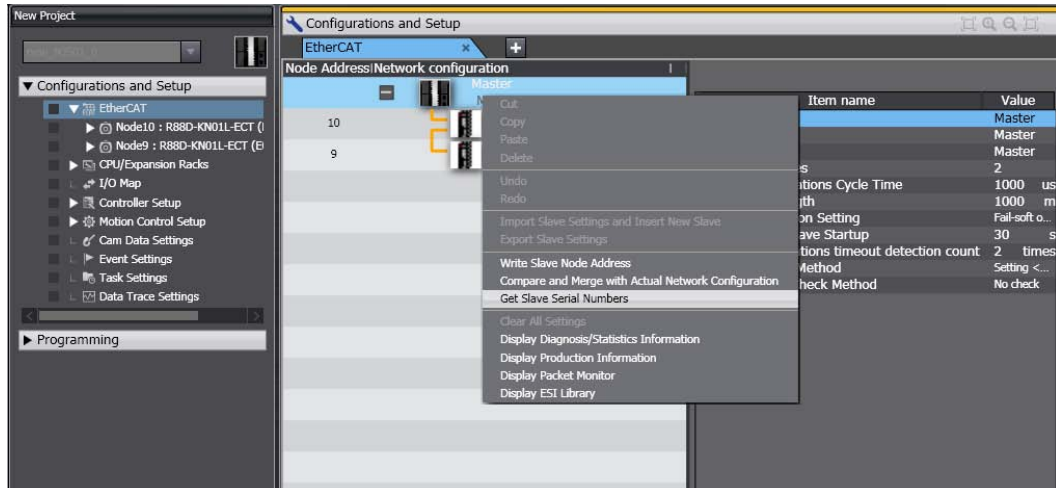 New Project
Configurations and Setup
EtherCAT
Node10 : R88D-KN01L-ECT (
Node9 : R88D-KN01L-ECT (E
CPU/Expansion Racks
I/O Map
Controller Setup
Motion Control Setup
Cam Data Settings
Event Settings
Task Settings
Data Trace Settings
Programming
Configurations and Setup
EtherCAT
Node Address|Network configuration
Master
10
9
Cut
Copy
Paste
Delete
Undo
Redo
Import Slave Settings and Insert New Slave
Export Slave Settings
Write Slave Node Address
Compare and Merge with Actual Network Configuration
Get Slave Serial Numbers
Clear All Settings
Display Diagnosis/Statistics Information
Display Production Information
Display Packet Monitor
Display ESI Library
Item name Value
Master
Master
Master
2
Cycle Time 1000 us
1000 m
Setting Fail-soft o...
Startup 30 s
timeout detection count 2 times
Method Setting <...
Method No check